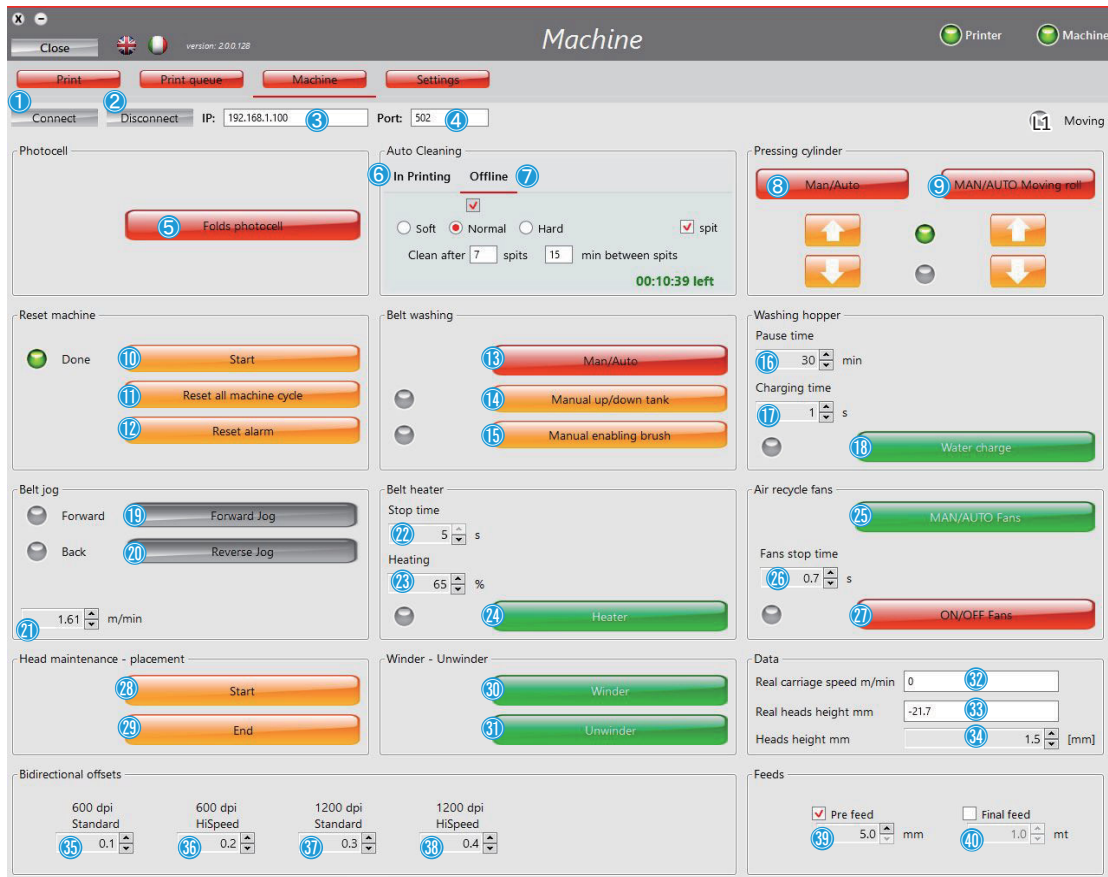 X −
Close version: 2.0.0.128 Machine Printer Machine
Print Print queue Machine Settings
1 2
Connect Disconnect IP: 192.168.1.100 3 Port: 502 4 L1 Moving
Photocell
5 Folds photocell
Auto Cleaning
6 In Printing Offline 7
Soft Normal Hard spit
Clean after 7 spits 15 min between spits
00:10:39 left
Pressing cylinder
8 Man/Auto 9 MAN/AUTO Moving roll
Reset machine
Done 10 Start
11 Reset all machine cycle
12 Reset alarm
Belt washing
13 Man/Auto
14 Manual up/down tank
15 Manual enabling brush
Washing hopper
Pause time
16 30 min
Charging time
17 1 s
18 Water charge
Belt jog
Forward 19 Forward Jog
Back 20 Reverse Jog
21 1.61 m/min
Belt heater
Stop time
22 5 s
Heating
23 65 %
24 Heater
Air recycle fans
25 MAN/AUTO Fans
Fans stop time
26 0.7 s
27 ON/OFF Fans
Head maintenance - placement
28 Start
29 End
Winder - Unwinder
30 Winder
31 Unwinder
Data
Real carriage speed m/min 0 32
Real heads height mm -21.7 33
Heads height mm 34 1.5 [mm]
Bidirectional offsets
600 dpi 600 dpi 1200 dpi 1200 dpi
Standard HiSpeed Standard HiSpeed
35 0.1 36 0.2 37 0.3 38 0.4
Feeds
Pre feed Final feed
39 5.0 mm 40 1.0 mt